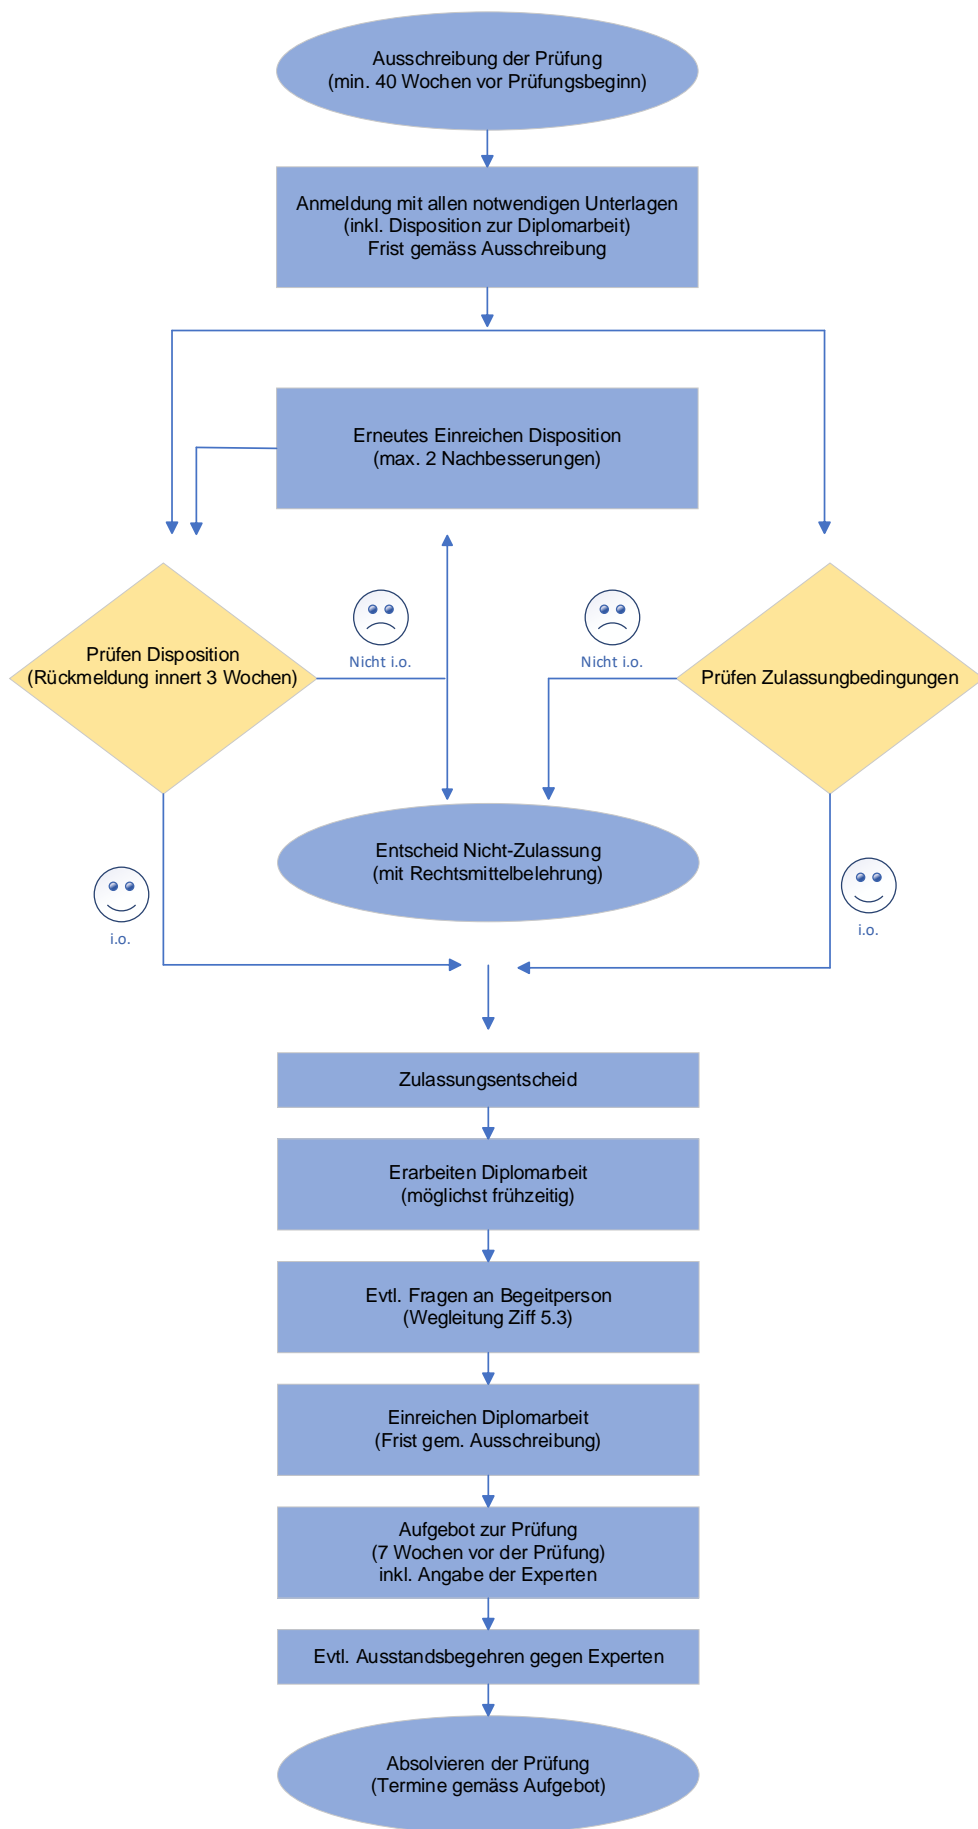 Ausschreibung der Prüfung
(min. 40 Wochen vor Prüfungsbeginn)
Anmeldung mit allen notwendigen Unterlagen
(inkl. Disposition zur Diplomarbeit)
Frist gemäss Ausschreibung
Erneutes Einreichen Disposition
(max. 2 Nachbesserungen)
Prüfen Disposition
(Rückmeldung innert 3 Wochen)
Nicht i.o.
Nicht i.o.
Prüfen Zulassungbedingungen
Entscheid Nicht-Zulassung
(mit Rechtsmittelbelehrung)
i.o.
i.o.
Zulassungsentscheid
Erarbeiten Diplomarbeit
(möglichst frühzeitig)
Evtl. Fragen an Begeitperson
(Wegleitung Ziff 5.3)
Einreichen Diplomarbeit
(Frist gem. Ausschreibung)
Aufgebot zur Prüfung
(7 Wochen vor der Prüfung)
inkl. Angabe der Experten
Evtl. Ausstandsbegehren gegen Experten
Absolvieren der Prüfung
(Termine gemäss Aufgebot)